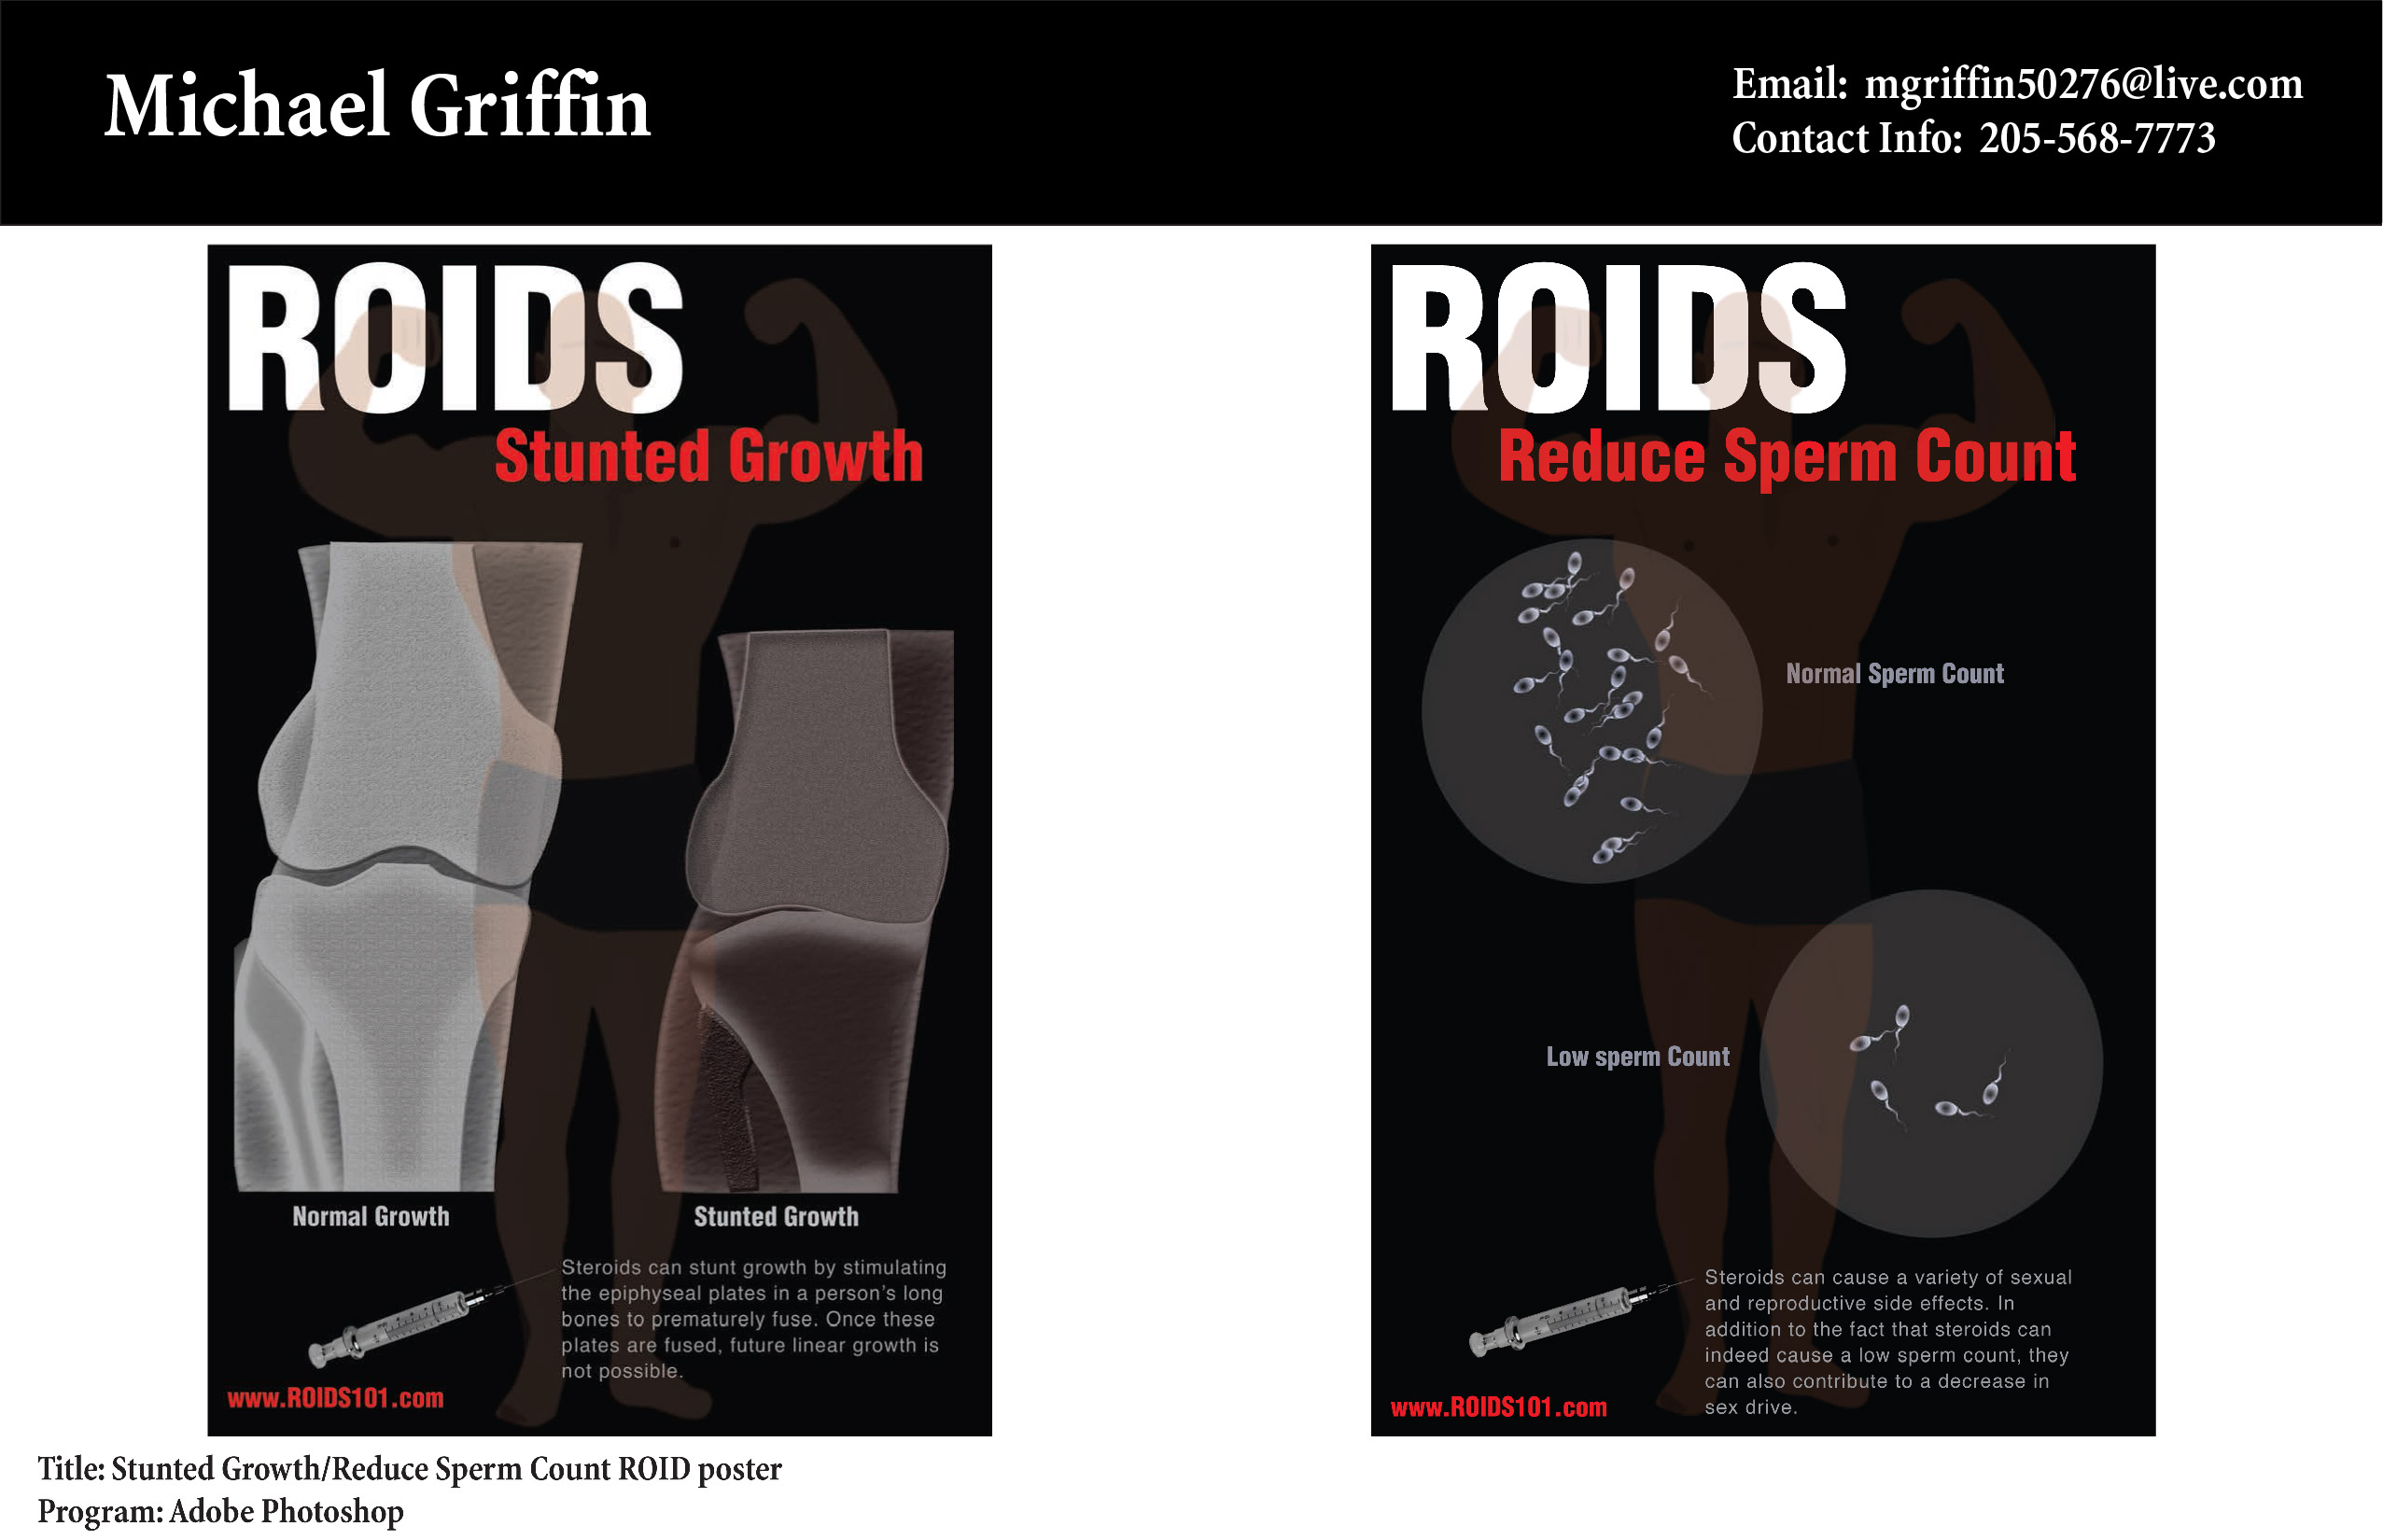 Michael Griffin
Email: mgriffin50276@live.com
Contact Info: 205-568-7773
ROIDS
Stunted Growth
Normal Growth
Stunted Growth
Steroids can stunt growth by stimulating
the epiphyseal plates in a person's long
bones to prematurely fuse. Once these
plates are fused, future linear growth is
not possible.
www.ROIDS101.com
ROIDS
Reduce Sperm Count
Normal Sperm Count
Low sperm Count
Steroids can cause a variety of sexual
and reproductive side effects. In
addition to the fact that steroids can
indeed cause a low sperm count, they
can also contribute to a decrease in
sex drive.
www.ROIDS101.com
Title: Stunted Growth/Reduce Sperm Count ROID poster
Program: Adobe Photoshop